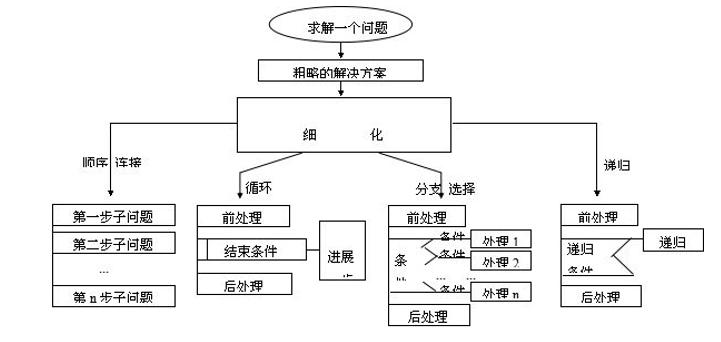 求解一个问题
粗略的解决方案
细 化
顺序 连接
循环
分支 选择
递归
第一步子问题
第二步子问题
...
第 n 步子问题
前处理
结束条件
进展
后处理
前处理
条
条件
处理 1
条件
处理 2
... ...
条件
处理 n
后处理
前处理
递归
条件
递归
后处理